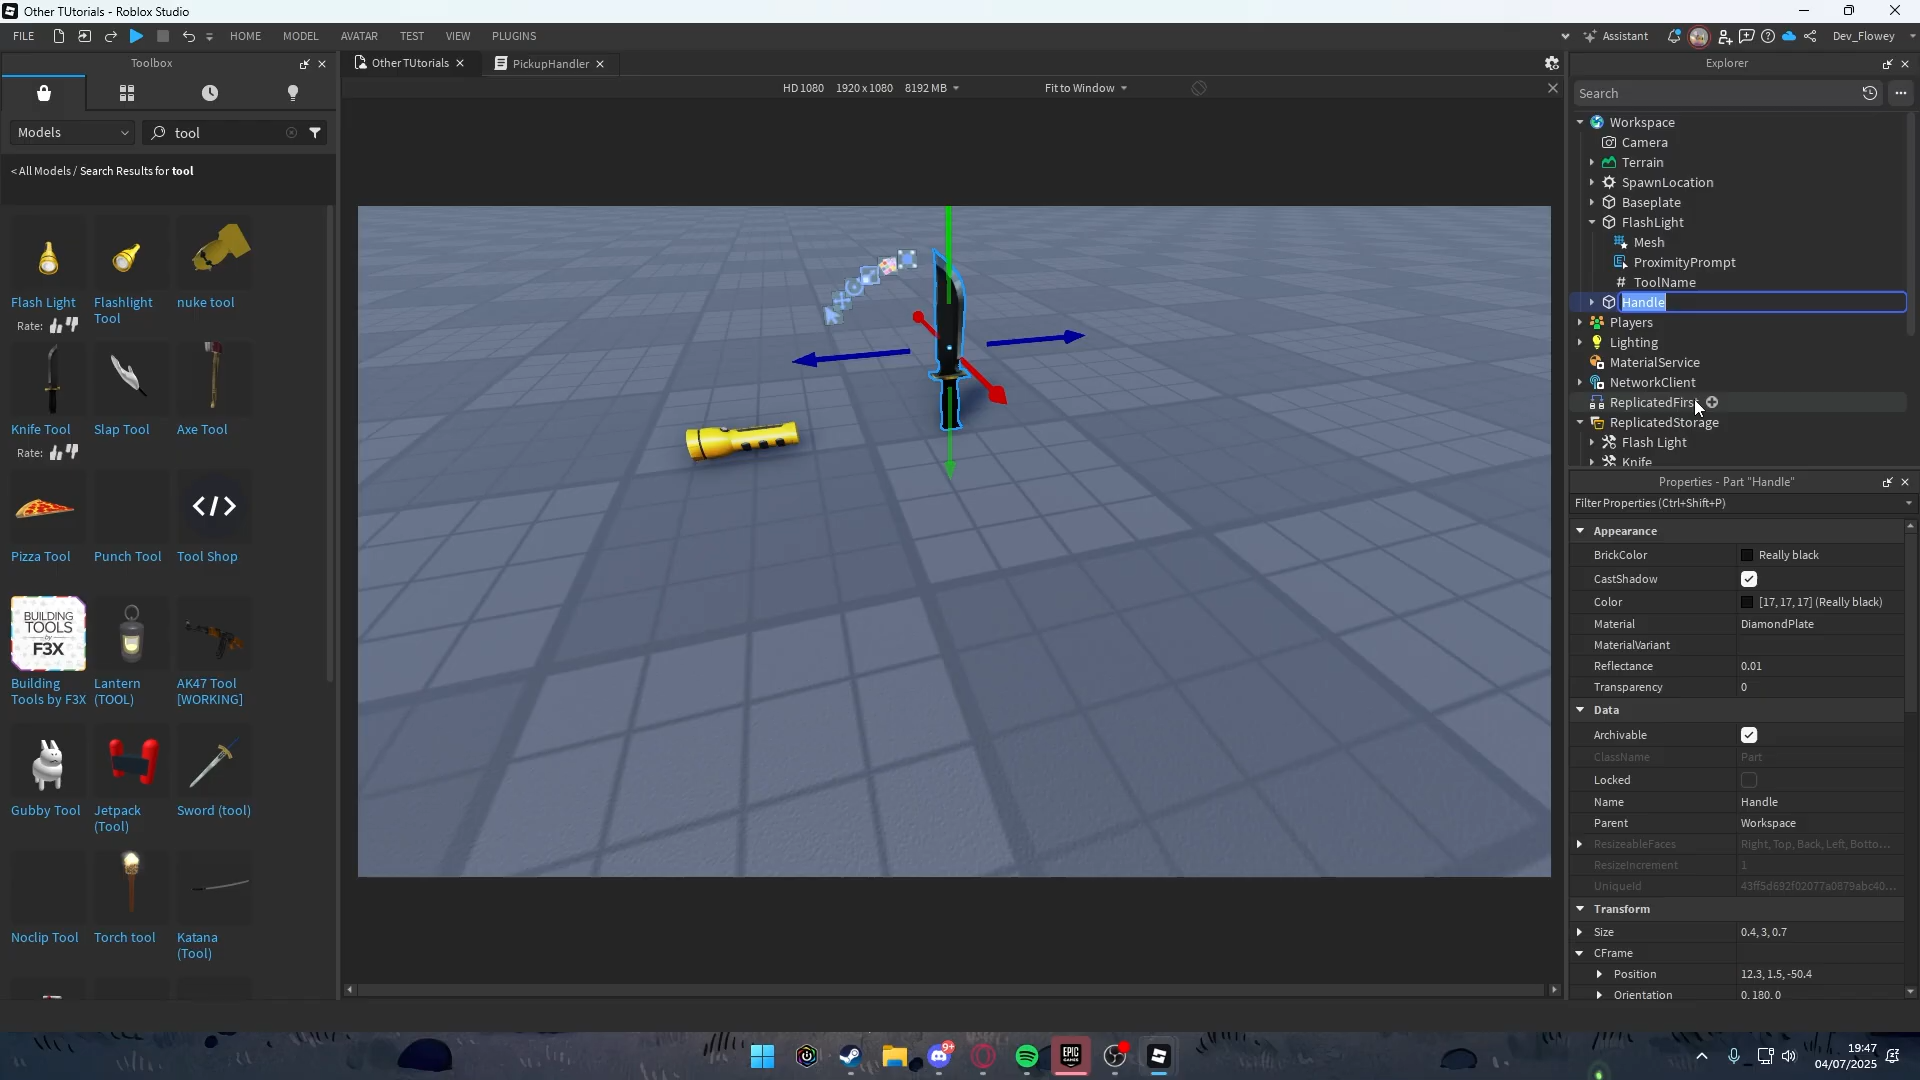 Other TUtorials - Roblox Studio
FILE HOME MODEL AVATAR TEST VIEW PLUGINS Assistant Dev_Flowey
Toolbox
Other TUtorials PickupHandler
HD 1080 1920 x 1080 8192 MB Fit to Window
Models tool
< All Models / Search Results for tool
Flash Light
Rate:
Flashlight Tool
nuke tool
Knife Tool
Rate:
Slap Tool
Axe Tool
Pizza Tool
Punch Tool
Tool Shop
BUILDING TOOLS by F3X
Building Tools by F3X
Lantern (TOOL)
AK47 Tool [WORKING]
Gubby Tool
Jetpack (Tool)
Sword (tool)
Noclip Tool
Torch tool
Katana (Tool)
Explorer
Search
Workspace
Camera
Terrain
SpawnLocation
Baseplate
FlashLight
Mesh
ProximityPrompt
ToolName
Handle
Players
Lighting
MaterialService
NetworkClient
ReplicatedFirst
ReplicatedStorage
Flash Light
Knife
Properties - Part "Handle"
Filter Properties (Ctrl+Shift+P)
Appearance
BrickColor Really black
CastShadow
Color [17, 17, 17] (Really black)
Material DiamondPlate
MaterialVariant
Reflectance 0.01
Transparency 0
Data
Archivable
ClassName Part
Locked
Name Handle
Parent Workspace
ResizeableFaces Right, Top, Back, Left, Botto...
ResizeIncrement 1
UniqueId 43ff5d692f02077a0879abc40...
Transform
Size 0.4, 3, 0.7
CFrame
Position 12.3, 1.5, -50.4
Orientation 0, 180, 0
9+
EPIC GAMES
19:47
04/07/2025